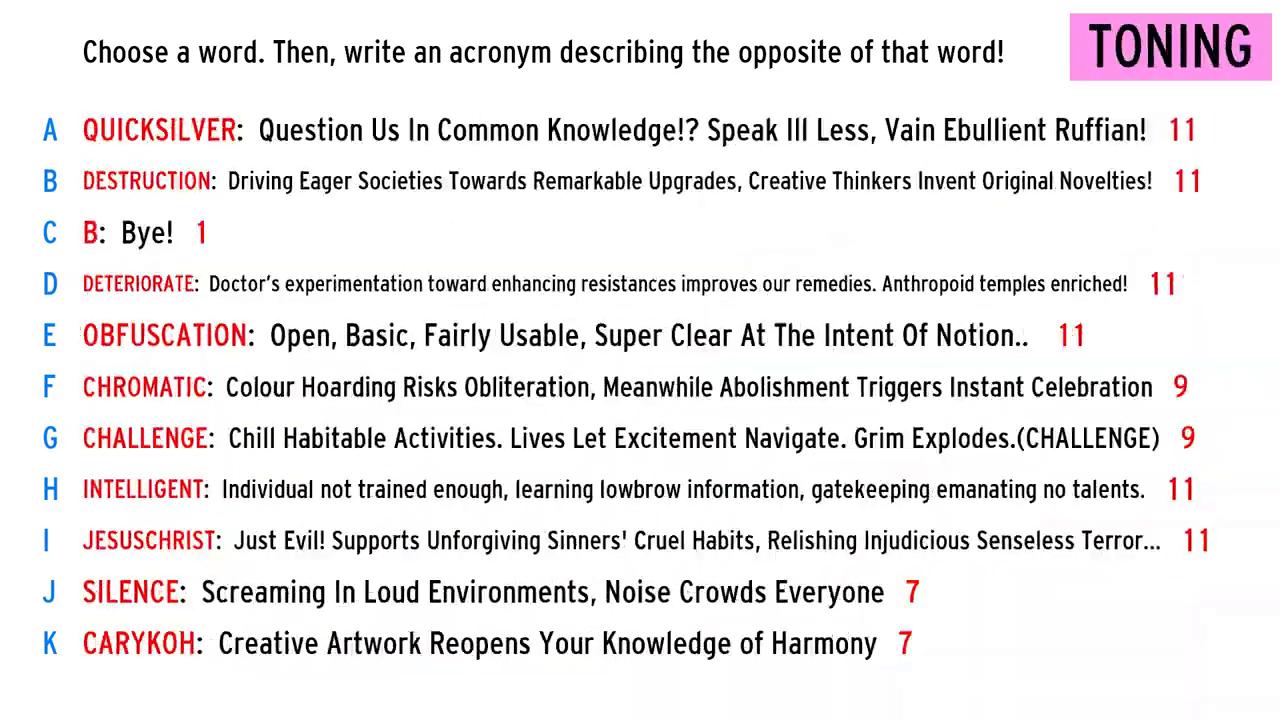 Choose a word. Then, write an acronym describing the opposite of that word!
TONING
A QUICKSILVER: Question Us In Common Knowledge!? Speak Ill Less, Vain Ebullient Ruffian! 11
B DESTRUCTION: Driving Eager Societies Towards Remarkable Upgrades, Creative Thinkers Invent Original Novelties! 11
C B: Bye! 1
D DETERIORATE: Doctor's experimentation toward enhancing resistances improves our remedies. Anthropoid temples enriched! 11
E OBFUSCATION: Open, Basic, Fairly Usable, Super Clear At The Intent Of Notion.. 11
F CHROMATIC: Colour Hoarding Risks Obliteration, Meanwhile Abolishment Triggers Instant Celebration 9
G CHALLENGE: Chill Habitable Activities. Lives Let Excitement Navigate. Grim Explodes.(CHALLENGE) 9
H INTELLIGENT: Individual not trained enough, learning lowbrow information, gatekeeping emanating no talents. 11
I JESUSCHRIST: Just Evil! Supports Unforgiving Sinners' Cruel Habits, Relishing Injudicious Senseless Terror... 11
J SILENCE: Screaming In Loud Environments, Noise Crowds Everyone 7
K CARYKOH: Creative Artwork Reopens Your Knowledge of Harmony 7